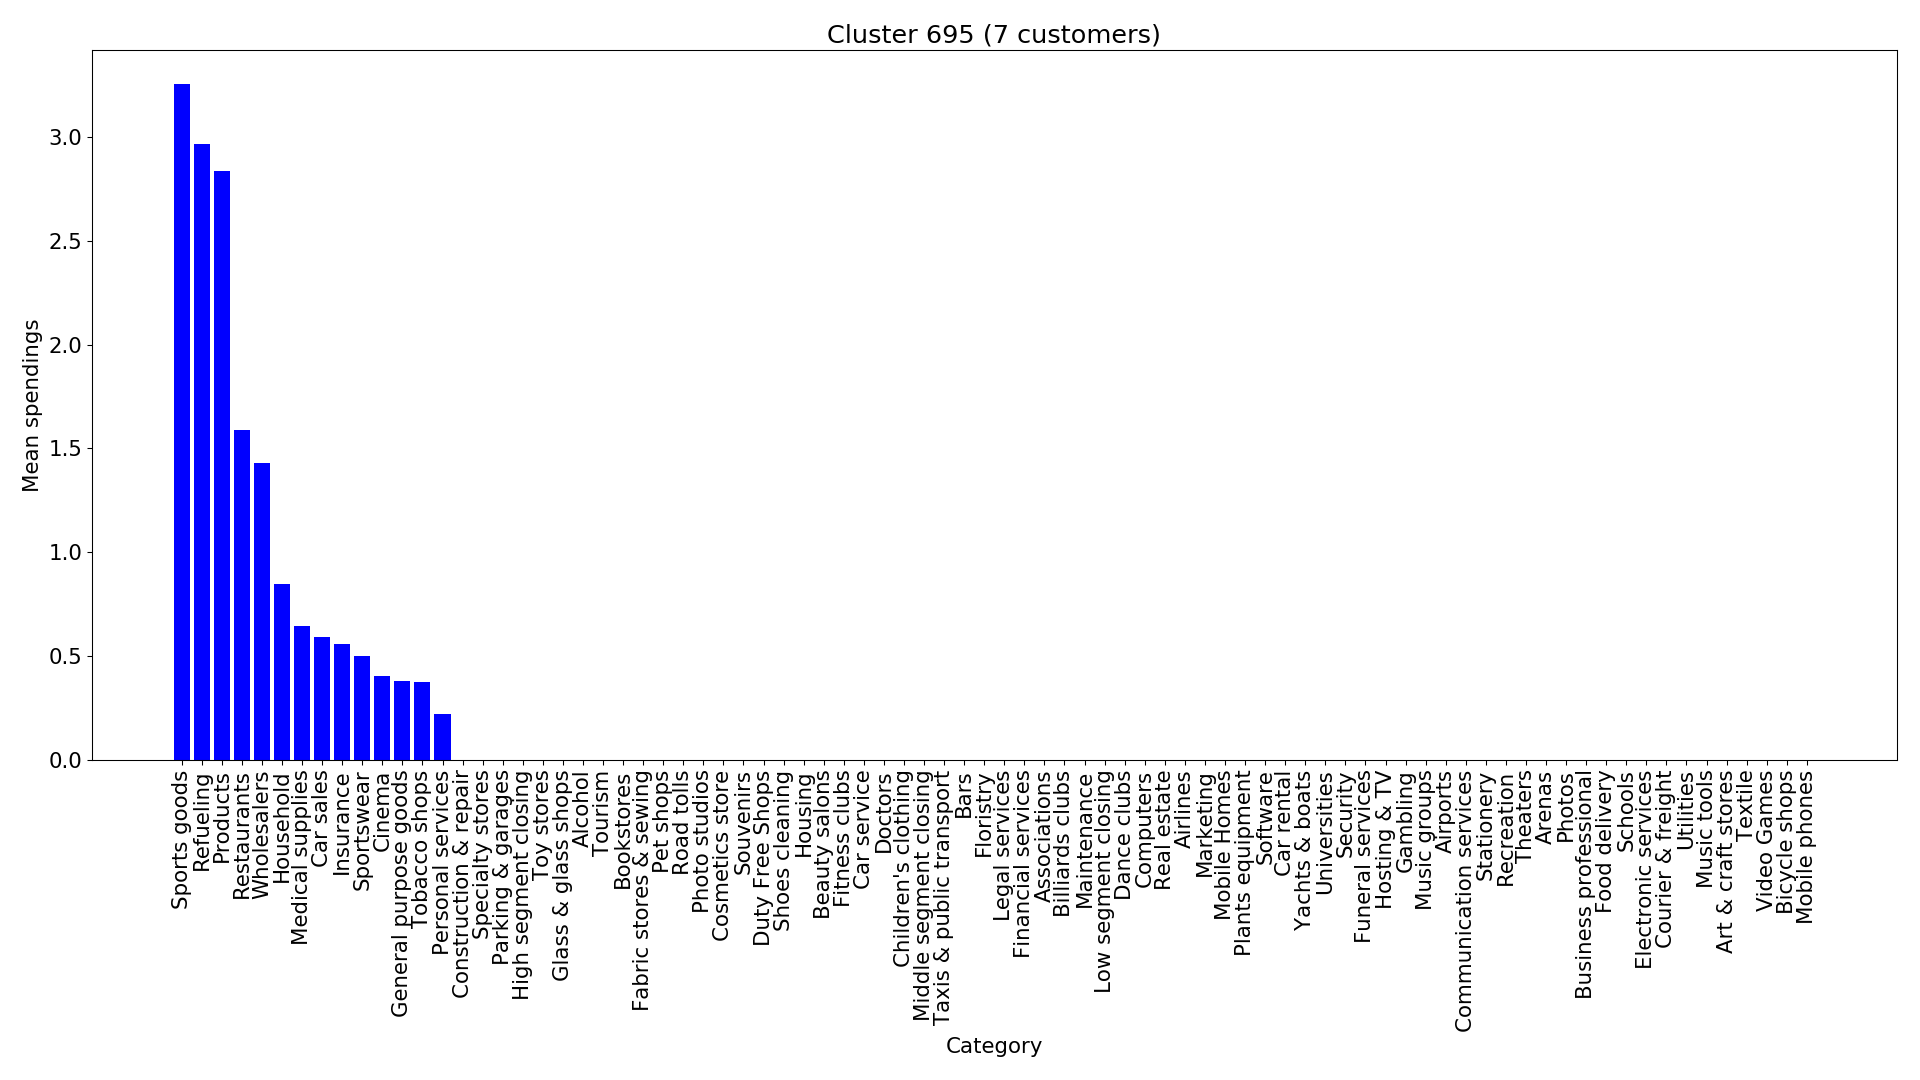 Cluster 695 (7 customers)
Mean spendings
3.0
2.5
2.0
1.5
1.0
0.5
0.0
Sports goods
Refueling
Products
Restaurants
Wholesalers
Household
Medical supplies
Car sales
Insurance
Sportswear
Cinema
General purpose goods
Tobacco shops
Personal services
Construction & repair
Specialty stores
Parking & garages
High segment closing
Toy stores
Glass & glass shops
Alcohol
Tourism
Bookstores
Fabric stores & sewing
Pet shops
Road tolls
Photo studios
Cosmetics store
Souvenirs
Duty Free Shops
Shoes cleaning
Housing
Beauty salons
Fitness clubs
Car service
Doctors
Children's clothing
Middle segment closing
Taxis & public transport
Bars
Floristry
Legal services
Financial services
Associations
Billiards clubs
Maintenance
Low segment closing
Dance clubs
Computers
Real estate
Airlines
Marketing
Mobile Homes
Plants equipment
Software
Car rental
Yachts & boats
Universities
Security
Funeral services
Hosting & TV
Gambling
Music groups
Airports
Communication services
Stationery
Recreation
Theaters
Arenas
Photos
Business professional
Food delivery
Schools
Electronic services
Courier & freight
Utilities
Music tools
Art & craft stores
Textile
Video Games
Bicycle shops
Mobile phones
Category